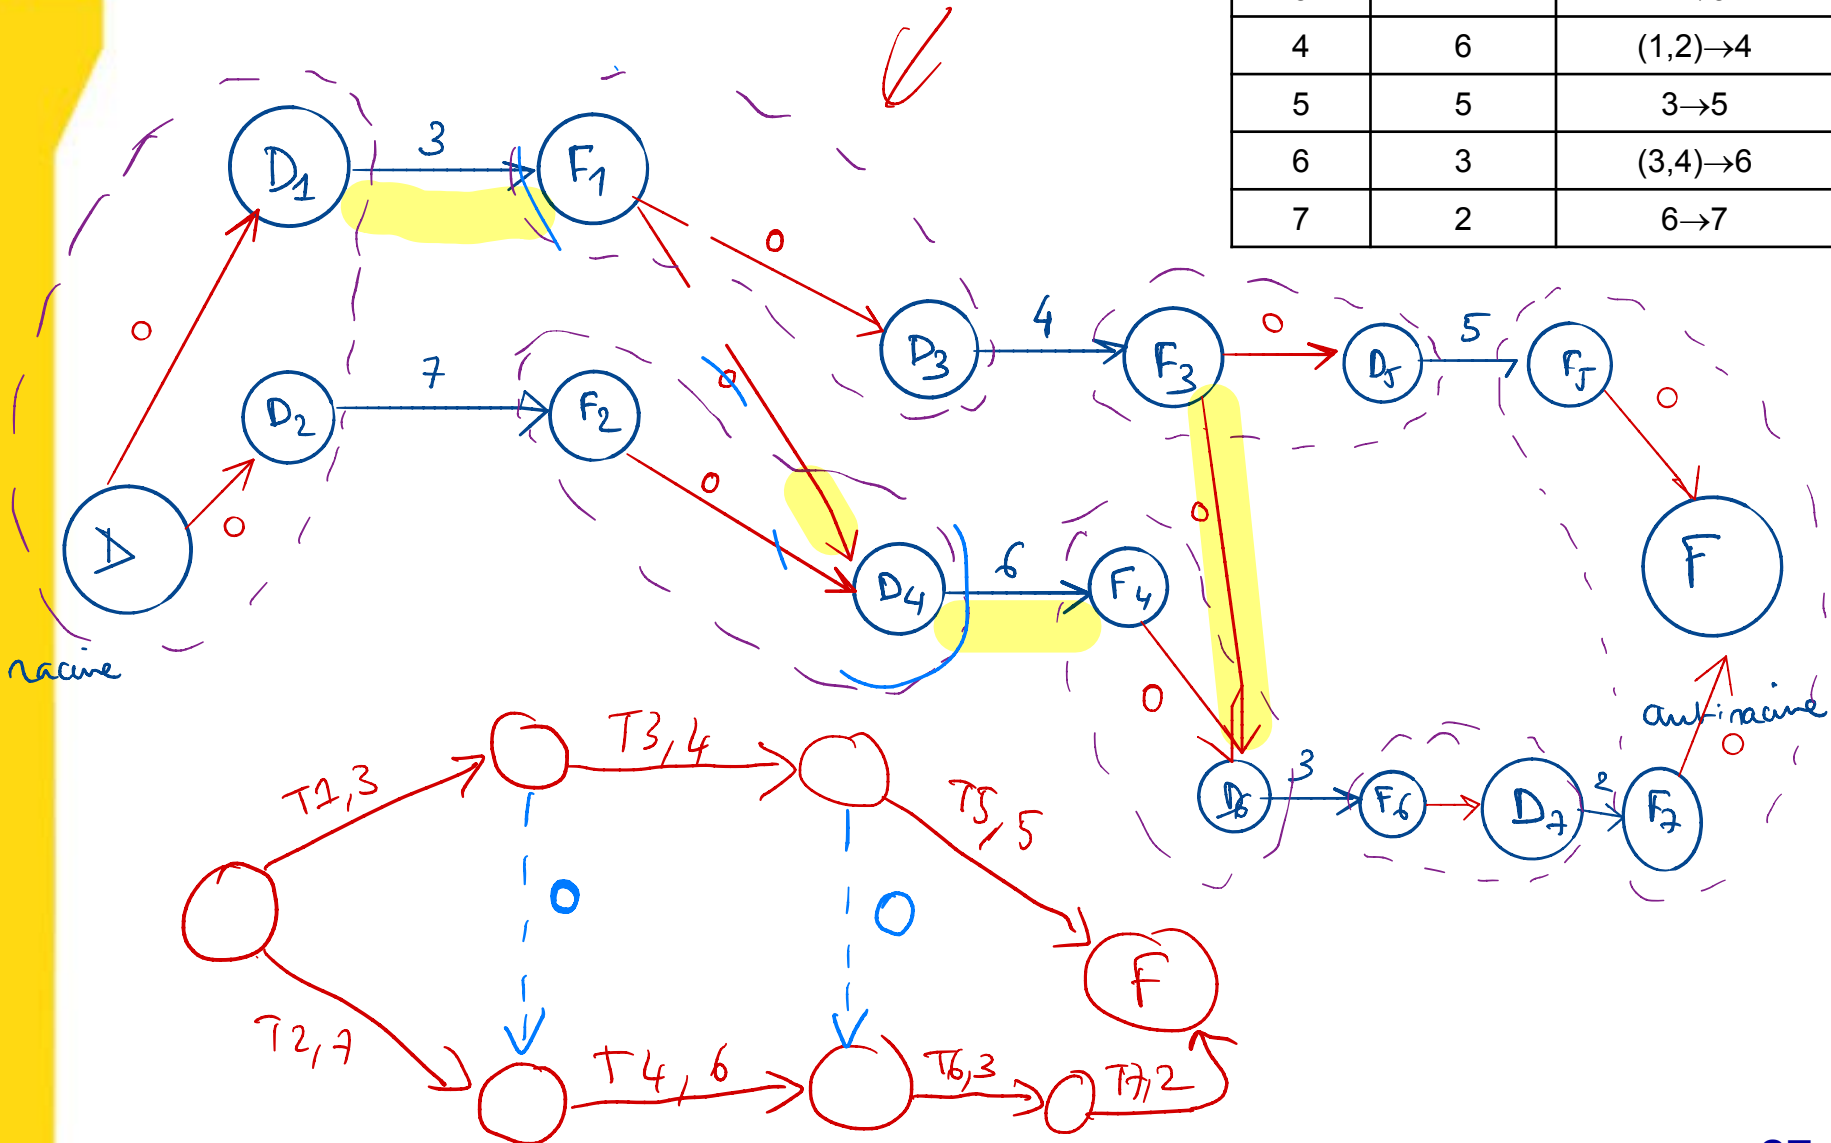 4 6 (1,2)→4
5 5 3→5
6 3 (3,4)→6
7 2 6→7
D1 3 F1
0
0
D3 4 F3 0 D5 5 F5
0
D2 7 F2
0
0
0
0
D
racine
D4 6 F4
0
F
antiracine
0
D6 3 F6 D7 2 F7
T1,3
T3,4
T5,5
0
0
F
T2,7
T4,6
T6,3
T7,2